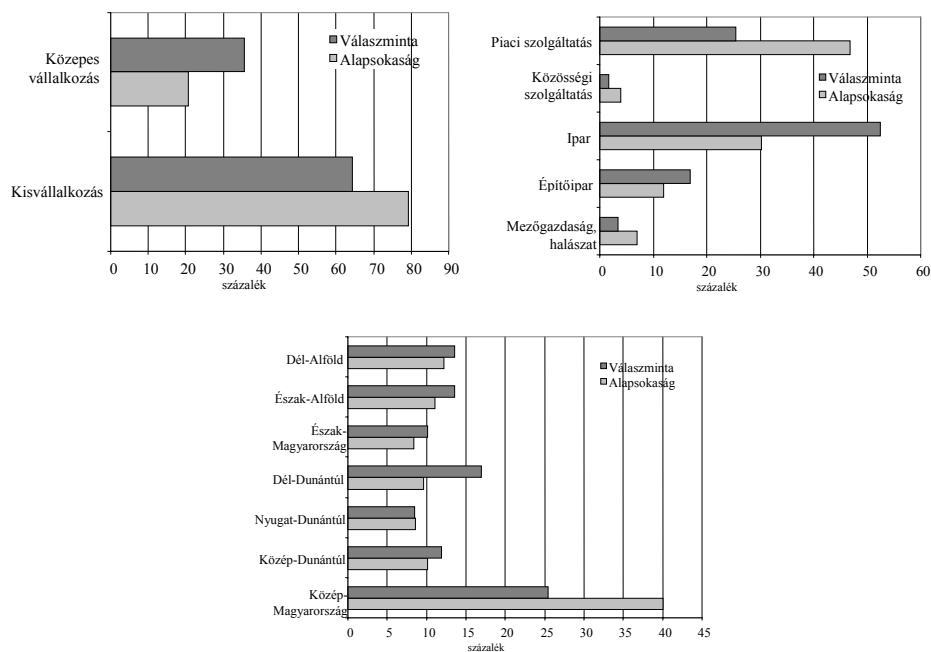 Közepes
vállalkozás
Kisvállalkozás
Válaszminta
Alapsokaság
0 10 20 30 40 50 60 70 80 90
százalék
Piaci szolgáltatás
Közösségi
szolgáltatás
Ipar
Építőipar
Mezőgazdaság,
halászat
Válaszminta
Alapsokaság
0 10 20 30 40 50 60
százalék
Dél-Alföld
Észak-Alföld
Észak-
Magyarország
Dél-Dunántúl
Nyugat-Dunántúl
Közép-Dunántúl
Közép-
Magyarország
Válaszminta
Alapsokaság
0 5 10 15 20 25 30 35 40 45
százalék